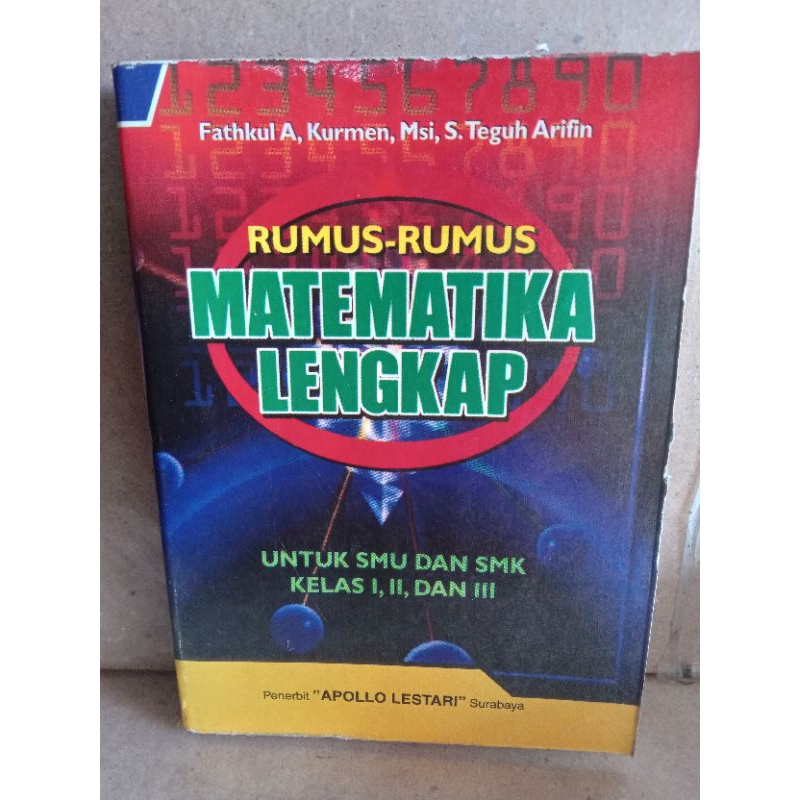 1234567890
Fathkul A, Kurmen, Msi, S. Teguh Arifin
RUMUS-RUMUS
MATEMATIKA
LENGKAP
UNTUK SMU DAN SMK
KELAS I, II, DAN III
Penerbit "APOLLO LESTARI" Surabaya